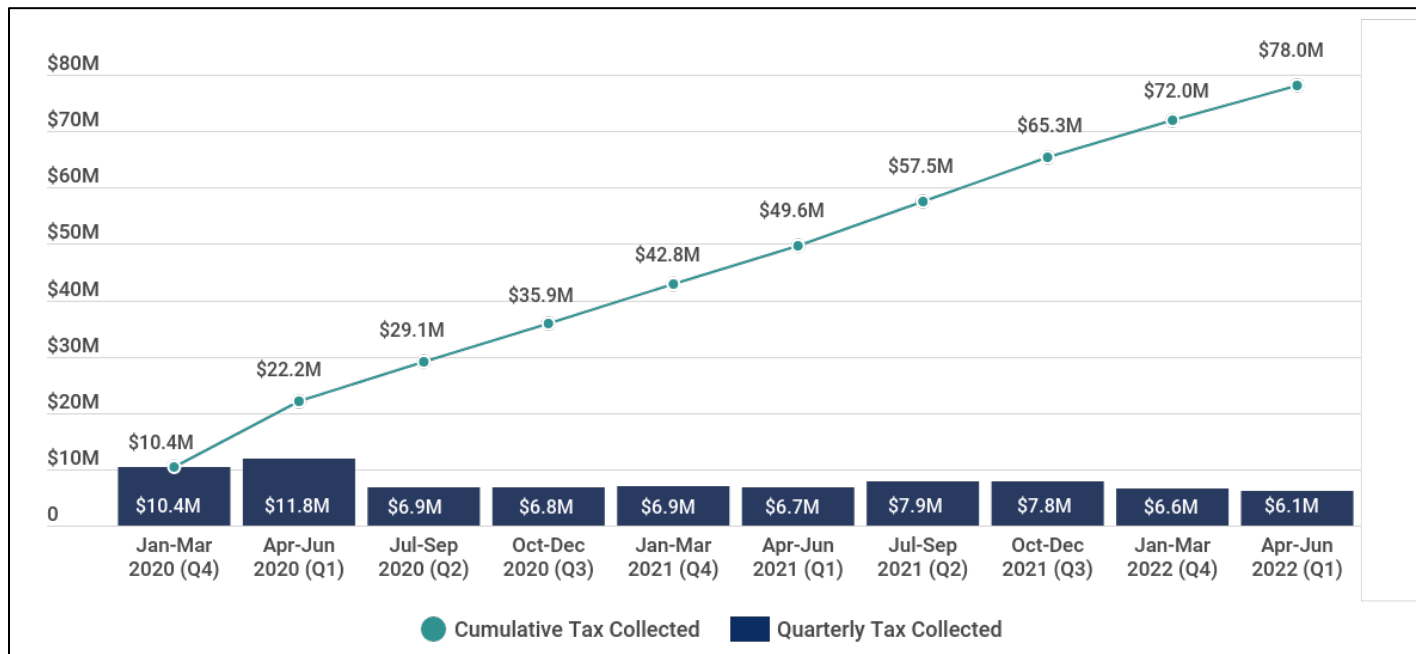 $80M
$70M
$60M
$50M
$40M
$30M
$20M
$10M
0
$10.4M
$22.2M
$29.1M
$35.9M
$42.8M
$49.6M
$57.5M
$65.3M
$72.0M
$78.0M
$10.4M
$11.8M
$6.9M
$6.8M
$6.9M
$6.7M
$7.9M
$7.8M
$6.6M
$6.1M
Jan-Mar
2020 (Q4)
Apr-Jun
2020 (Q1)
Jul-Sep
2020 (Q2)
Oct-Dec
2020 (Q3)
Jan-Mar
2021 (Q4)
Apr-Jun
2021 (Q1)
Jul-Sep
2021 (Q2)
Oct-Dec
2021 (Q3)
Jan-Mar
2022 (Q4)
Apr-Jun
2022 (Q1)
Cumulative Tax Collected
Quarterly Tax Collected